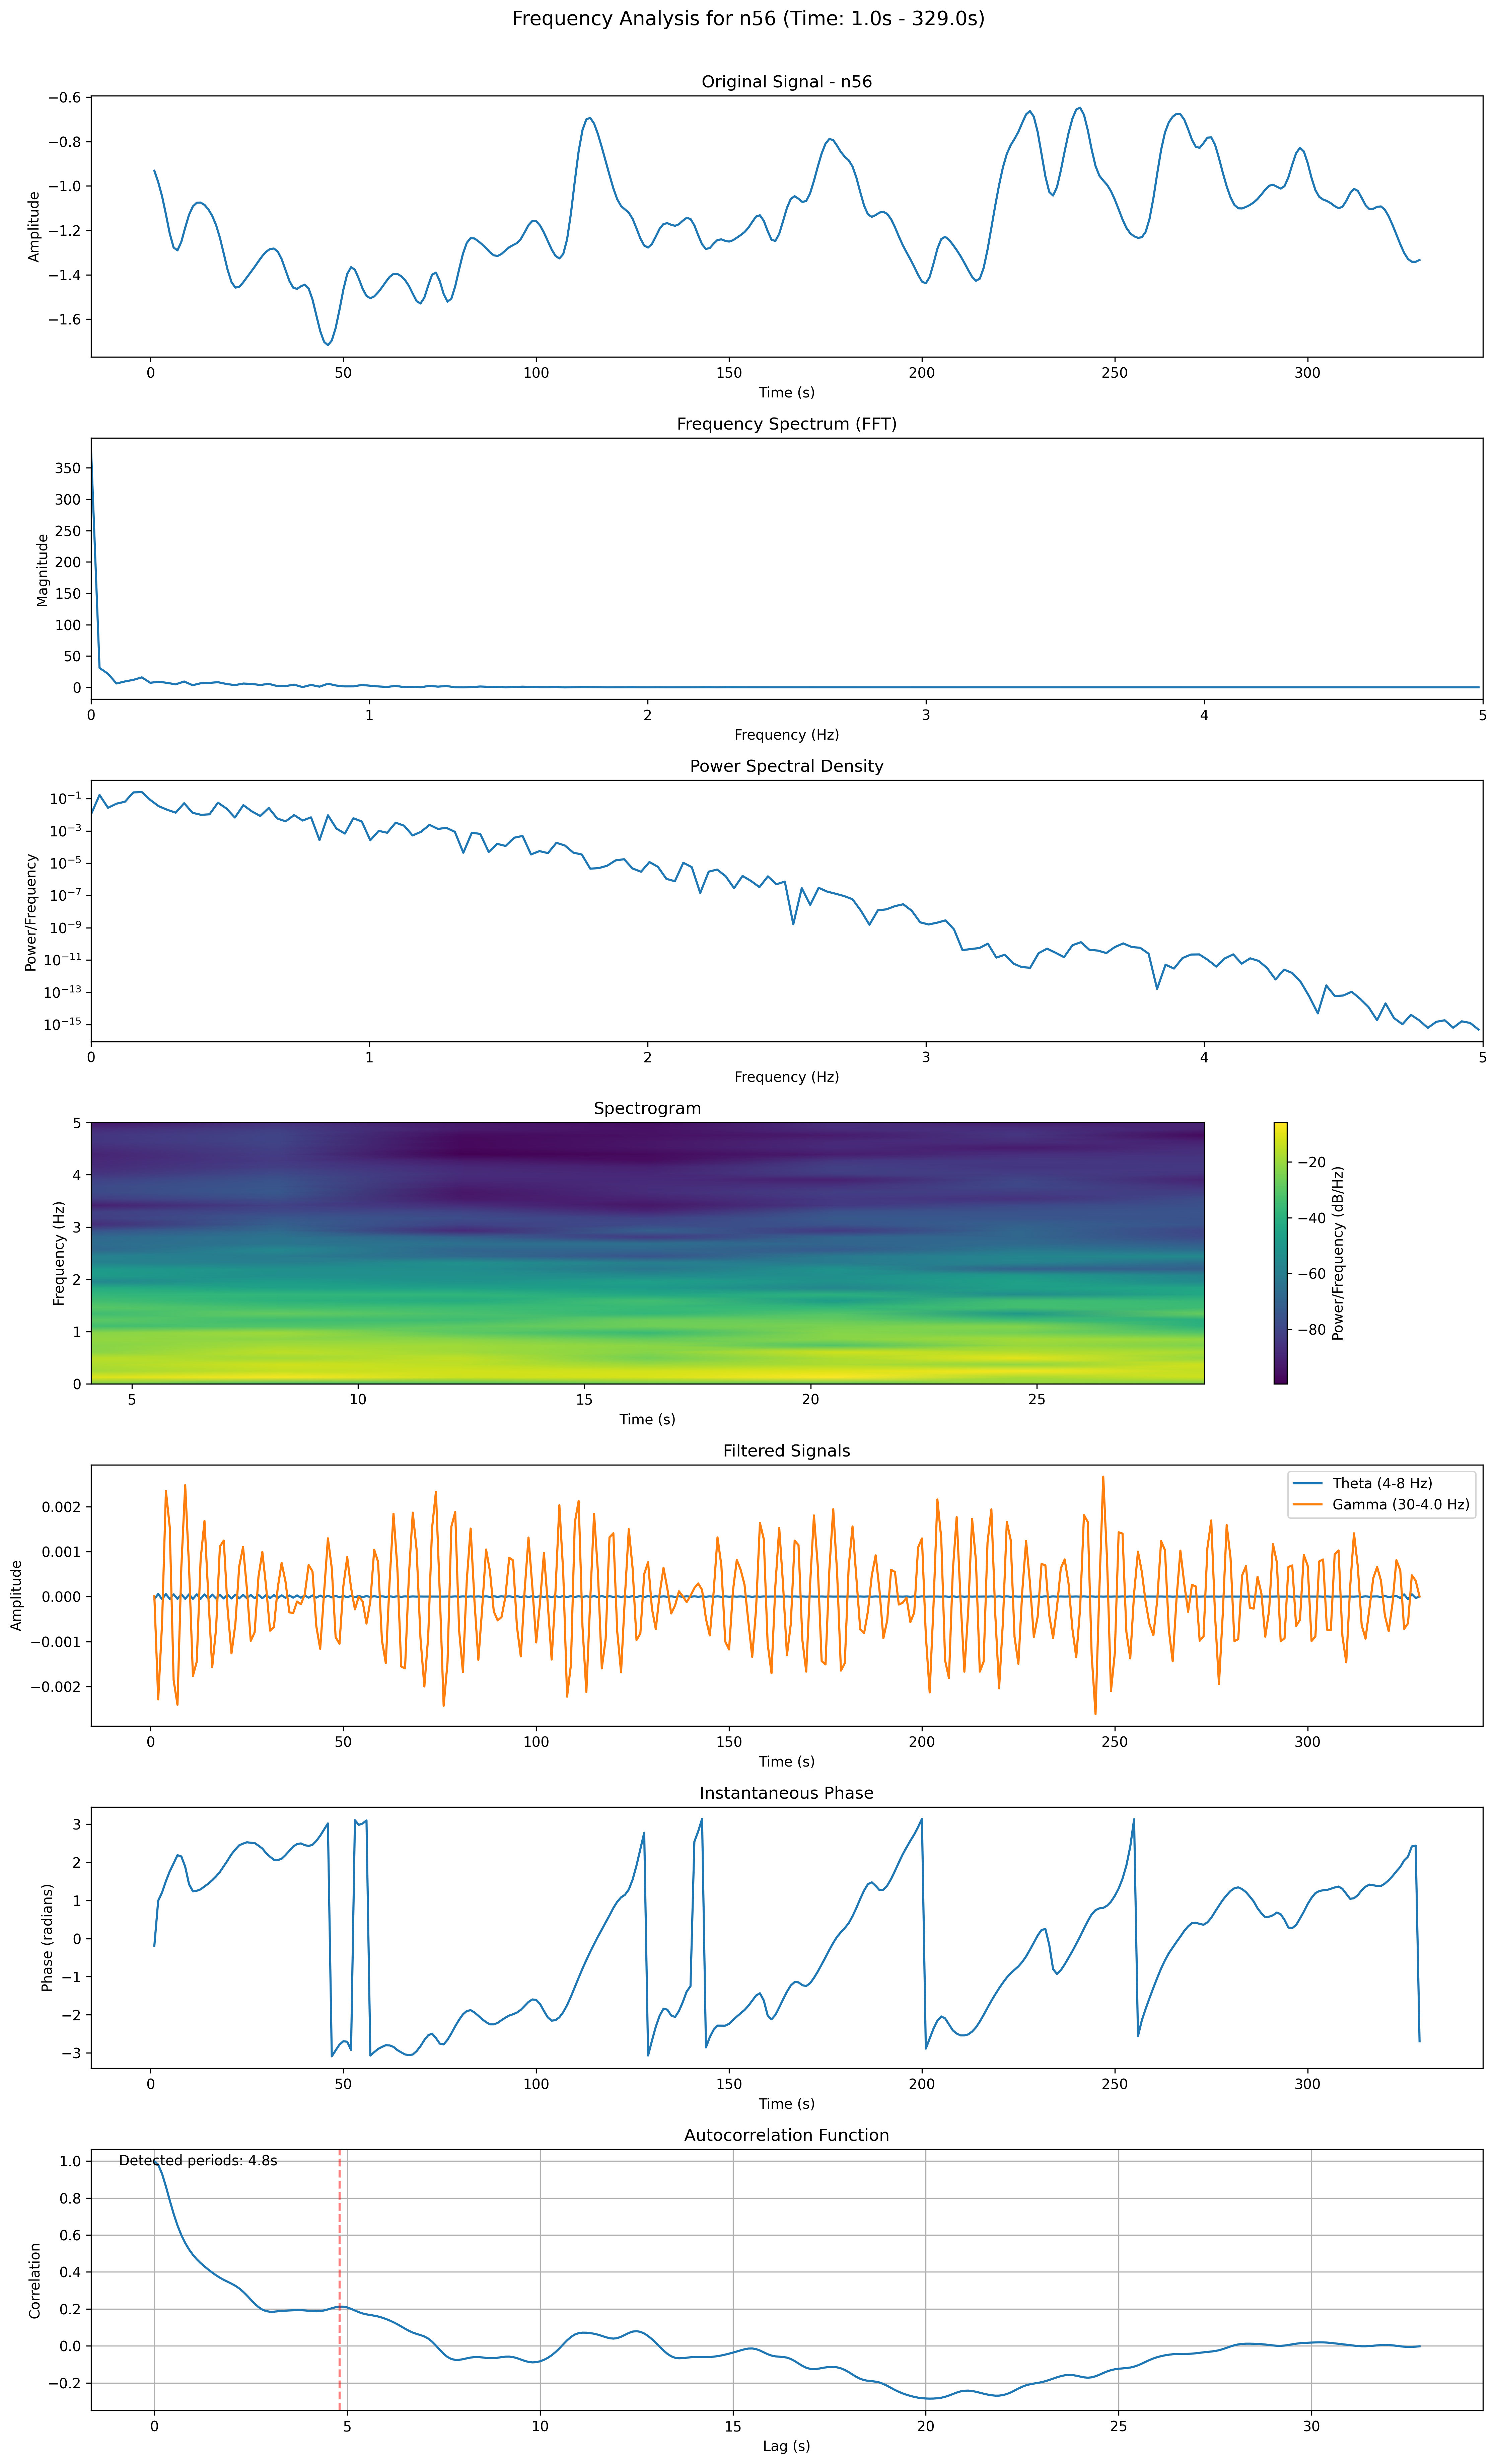 Frequency Analysis for n56 (Time: 1.0s - 329.0s)
Original Signal - n56
−0.6
−0.8
−1.0
−1.2
−1.4
−1.6
Amplitude
0 50 100 150 200 250 300
Time (s)
Frequency Spectrum (FFT)
350
300
250
200
150
100
50
0
Magnitude
0 1 2 3 4 5
Frequency (Hz)
Power Spectral Density
10⁻¹
10⁻³
10⁻⁵
10⁻⁷
10⁻⁹
10⁻¹¹
10⁻¹³
10⁻¹⁵
Power/Frequency
0 1 2 3 4 5
Frequency (Hz)
Spectrogram
5
4
3
2
1
0
Frequency (Hz)
5 10 15 20 25
Time (s)
−20
−40
−60
−80
Power/Frequency (dB/Hz)
Filtered Signals
Theta (4-8 Hz)
Gamma (30-4.0 Hz)
0.002
0.001
0.000
−0.001
−0.002
Amplitude
0 50 100 150 200 250 300
Time (s)
Instantaneous Phase
3
2
1
0
−1
−2
−3
Phase (radians)
0 50 100 150 200 250 300
Time (s)
Autocorrelation Function
Detected periods: 4.8s
1.0
0.8
0.6
0.4
0.2
0.0
−0.2
Correlation
0 5 10 15 20 25 30
Lag (s)